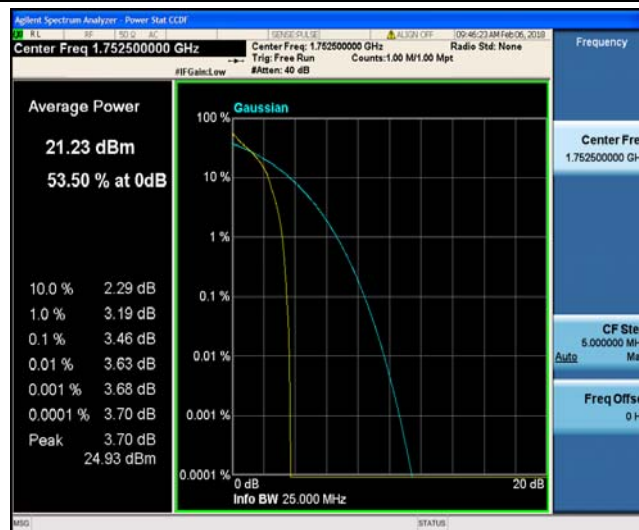 Agilent Spectrum Analyzer - Power Stat CCDF
RL RF 50 Ω AC SENSE:PULSE ALIGN OFF 09:46:23 AM Feb 06, 2018
Center Freq 1.752500000 GHz Center Freq: 1.752500000 GHz Radio Std: None Frequency
Trig: Free Run Counts:1.00 M/1.00 Mpt
#IFGain:Low #Atten: 40 dB
Average Power
21.23 dBm
53.50 % at 0dB
10.0 % 2.29 dB
1.0 % 3.19 dB
0.1 % 3.46 dB
0.01 % 3.63 dB
0.001 % 3.68 dB
0.0001 % 3.70 dB
Peak 3.70 dB
24.93 dBm
Gaussian
100 %
10 %
1 %
0.1 %
0.01 %
0.001 %
0.0001 %
0 dB 20 dB
Info BW 25.000 MHz
Center Fre
1.752500000 GH
CF Ste
5.000000 MH
Auto Ma
Freq Offs
0 H
MSG STATUS